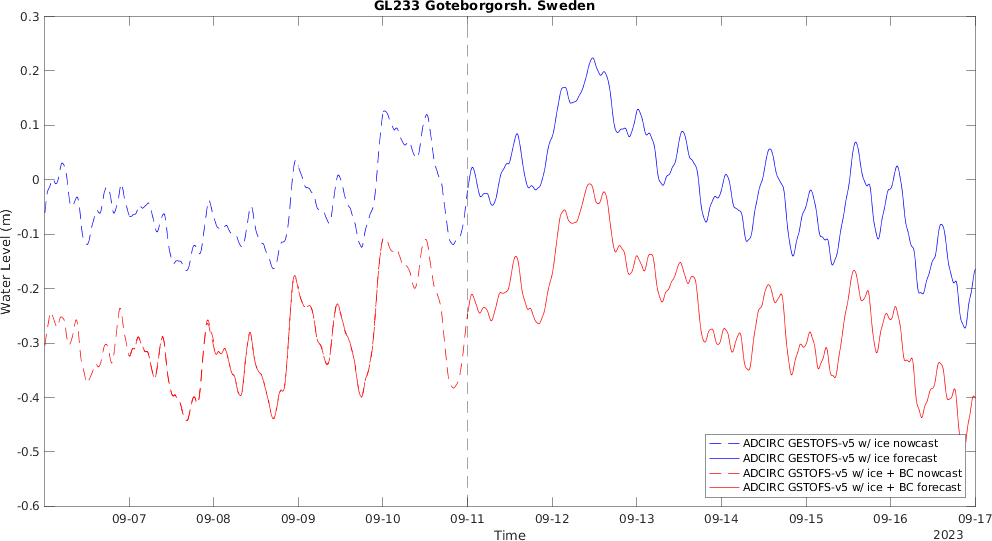 GL233 Goteborgorsh. Sweden
0.3
0.2
0.1
0
-0.1
-0.2
-0.3
-0.4
-0.5
-0.6
Water Level (m)
ADCIRC GESTOFS-v5 w/ ice nowcast
ADCIRC GESTOFS-v5 w/ ice forecast
ADCIRC GSTOFS-v5 w/ ice + BC nowcast
ADCIRC GSTOFS-v5 w/ ice + BC forecast
09-07 09-08 09-09 09-10 09-11 09-12 09-13 09-14 09-15 09-16 09-17
Time
2023